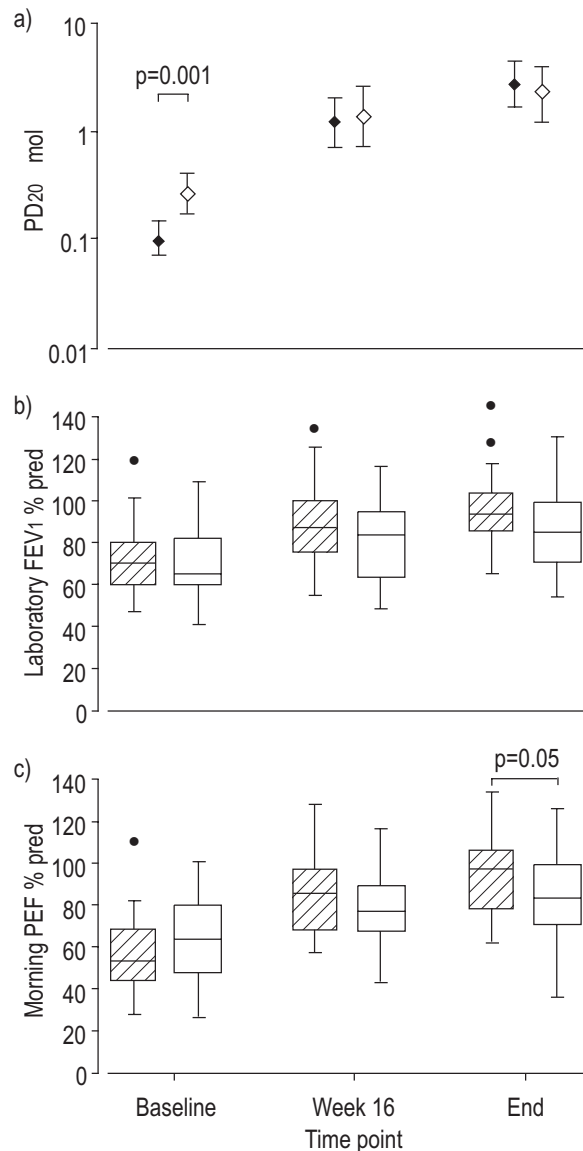 a)
10
p=0.001
1
0.1
0.01
PD20 mol
b)
140
120
100
80
60
40
20
0
Laboratory FEV1 % pred
c)
p=0.05
140
120
100
80
60
40
20
0
Morning PEF % pred
Baseline Week 16 End
Time point